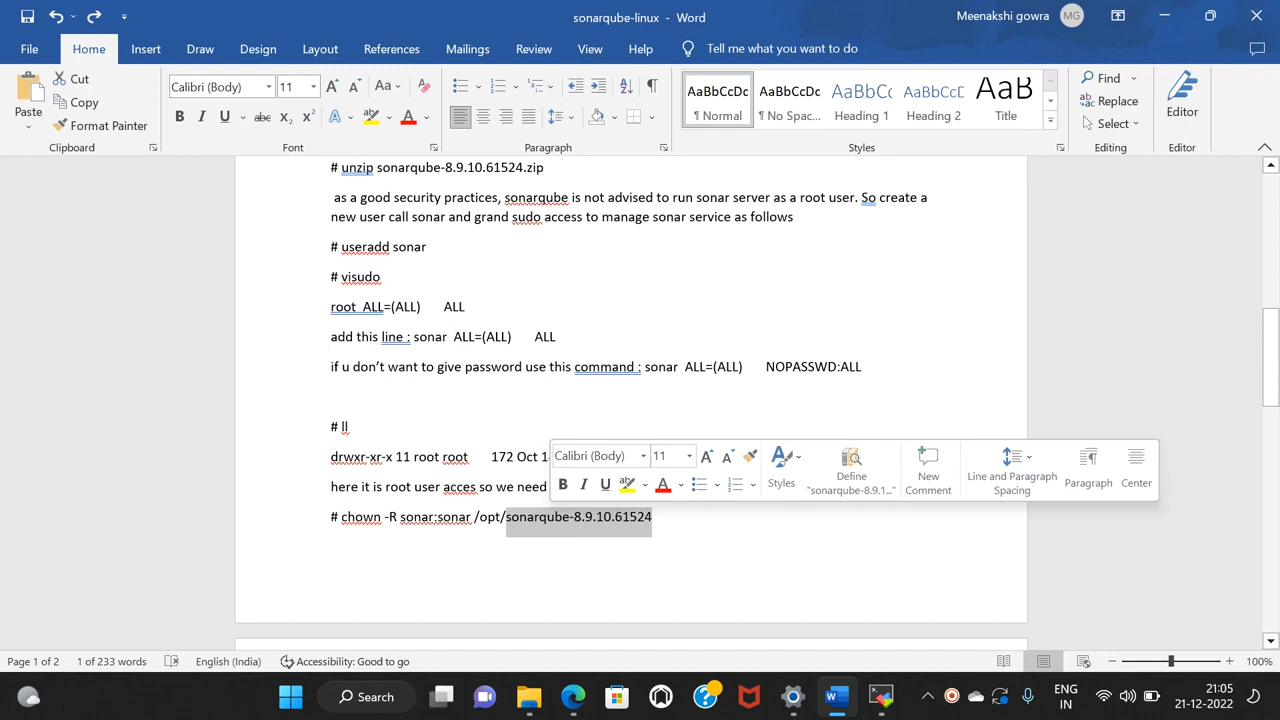 sonarqube-linux - Word
Meenakshi gowra MG
File Home Insert Draw Design Layout References Mailings Review View Help Tell me what you want to do
Paste Cut Copy Format Painter
Calibri (Body) 11
AaBbCcDc AaBbCcDc AaBbCc AaBbCcD AaB
¶ Normal ¶ No Spac... Heading 1 Heading 2 Title
Find Replace Select Editor
Clipboard Font Paragraph Styles Editing Editor
# unzip sonarqube-8.9.10.61524.zip
as a good security practices, sonarqube is not advised to run sonar server as a root user. So create a
new user call sonar and grand sudo access to manage sonar service as follows
# useradd sonar
# visudo
root ALL=(ALL) ALL
add this line : sonar ALL=(ALL) ALL
if u don’t want to give password use this command : sonar ALL=(ALL) NOPASSWD:ALL
# ll
drwxr-xr-x 11 root root 172 Oct
here it is root user acces so we need
# chown -R sonar:sonar /opt/sonarqube-8.9.10.61524
Calibri (Body) 11
Styles
Define
"sonarqube-8.9.1..."
New
Comment
Line and Paragraph
Spacing
Paragraph
Center
Page 1 of 2 1 of 233 words English (India) Accessibility: Good to go 100%
Search
ENG
IN
21:05
21-12-2022